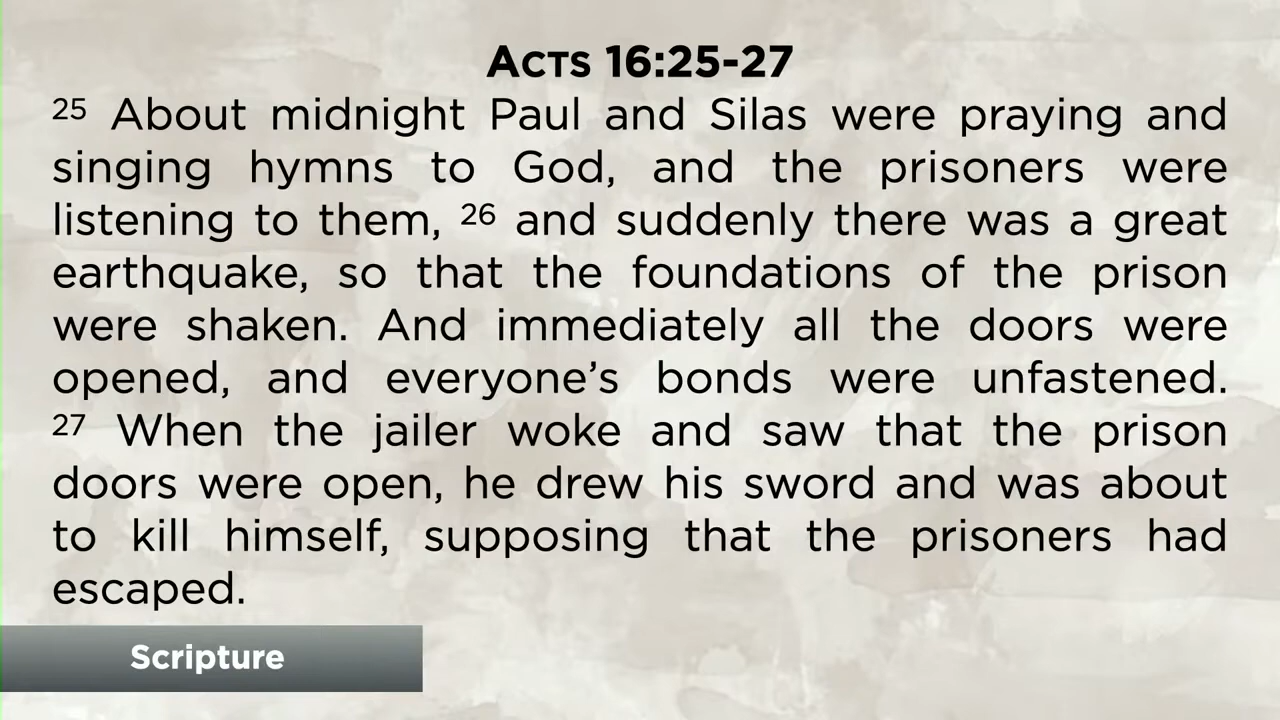 ACTS 16:25-27
25 About midnight Paul and Silas were praying and
singing hymns to God, and the prisoners were
listening to them, 26 and suddenly there was a great
earthquake, so that the foundations of the prison
were shaken. And immediately all the doors were
opened, and everyone’s bonds were unfastened.
27 When the jailer woke and saw that the prison
doors were open, he drew his sword and was about
to kill himself, supposing that the prisoners had
escaped.
Scripture